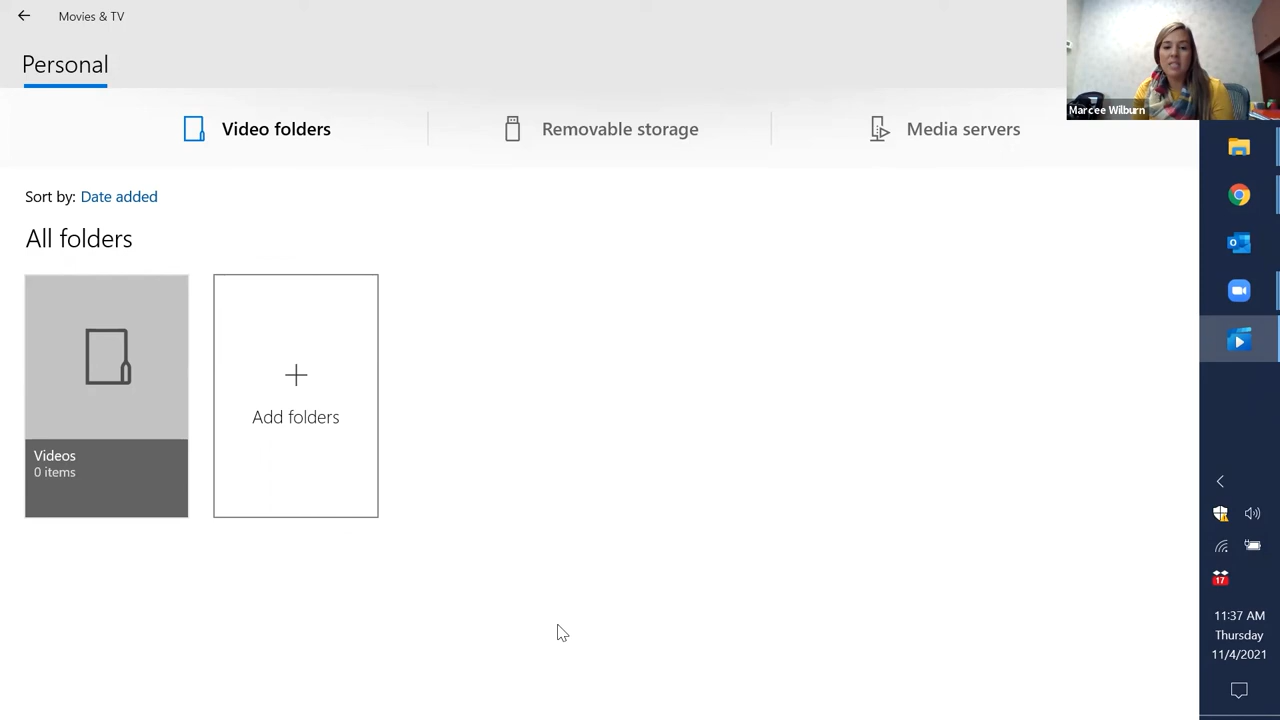 Movies & TV
Personal
Marcee Wilburn
Video folders
Removable storage
Media servers
Sort by: Date added
All folders
Videos
0 items
Add folders
17
11:37 AM
Thursday
11/4/2021